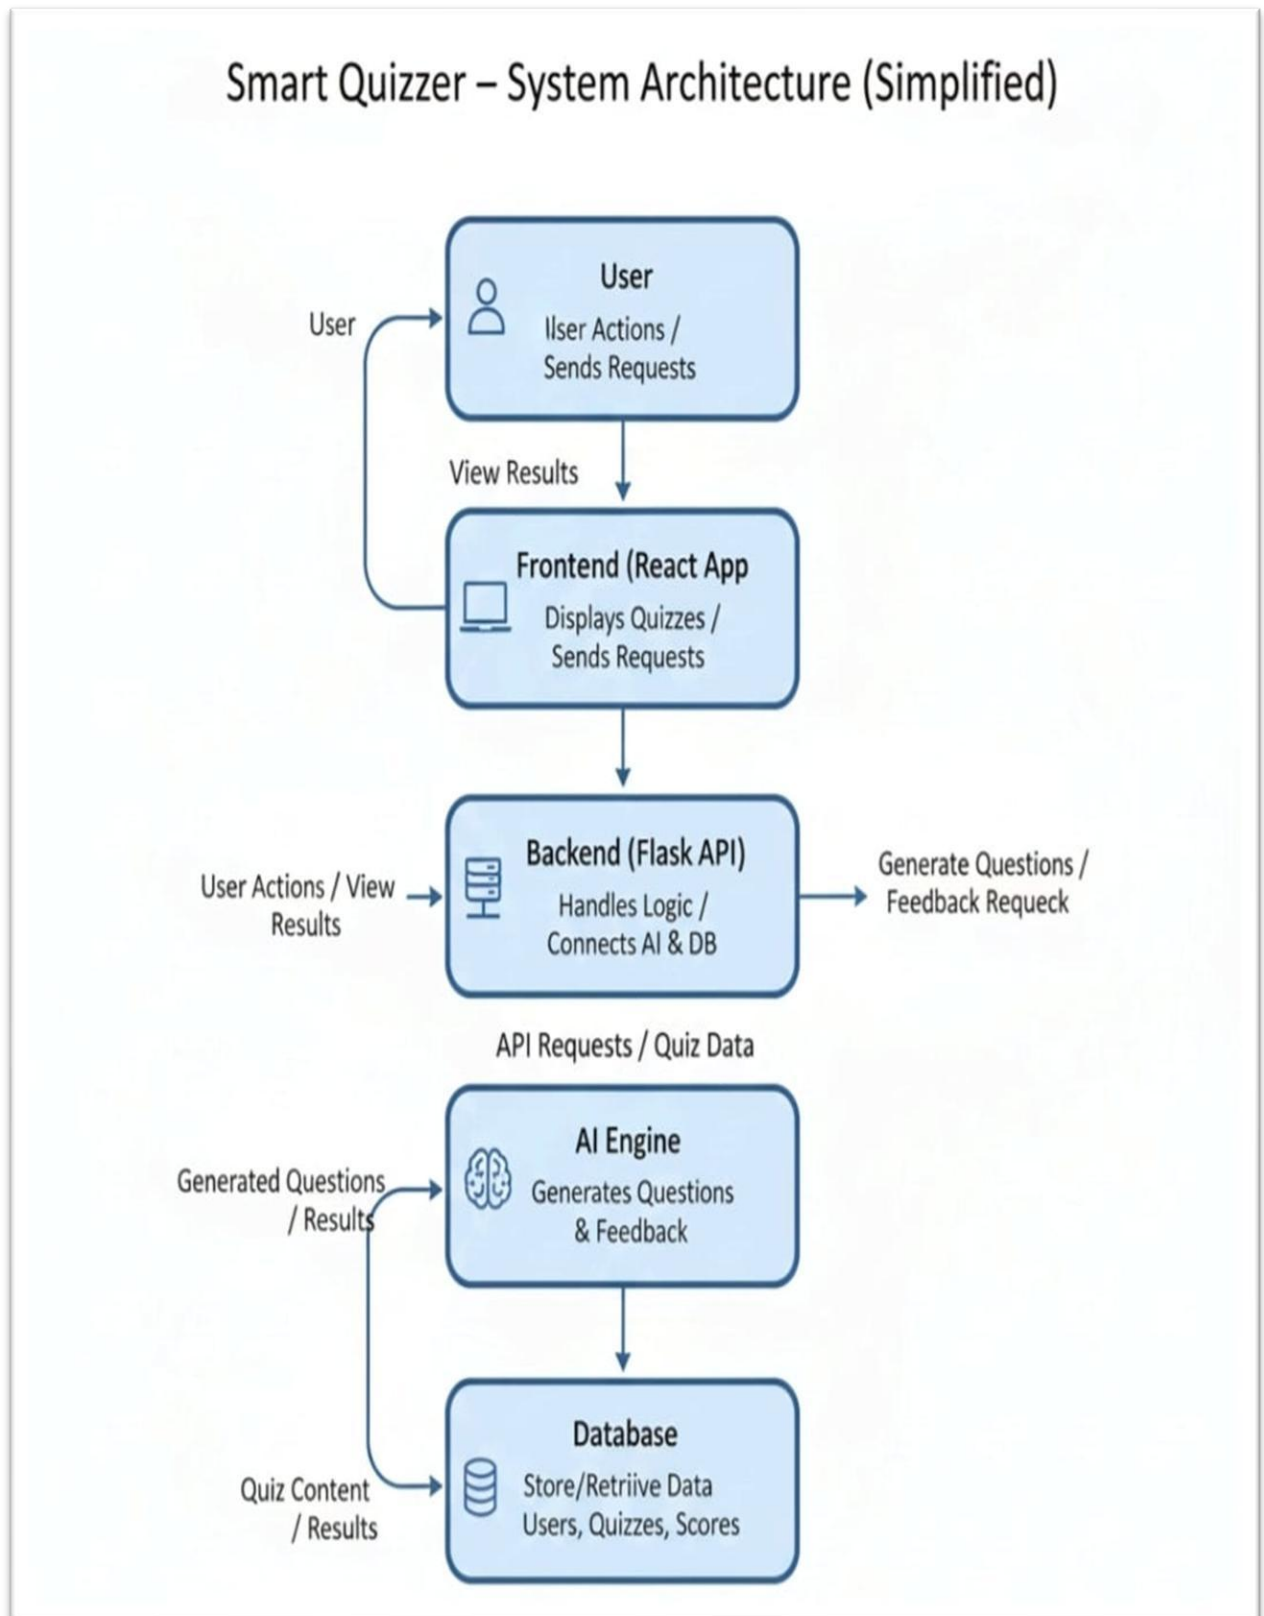 Smart Quizzer – System Architecture (Simplified)
User
User
Ilser Actions /
Sends Requests
View Results
Frontend (React App
Displays Quizzes /
Sends Requests
Backend (Flask API)
Handles Logic /
Connects AI & DB
User Actions / View
Results
Generate Questions /
Feedback Requeck
API Requests / Quiz Data
AI Engine
Generates Questions
& Feedback
Generated Questions
/ Results
Database
Store/Retriive Data
Users, Quizzes, Scores
Quiz Content
/ Results